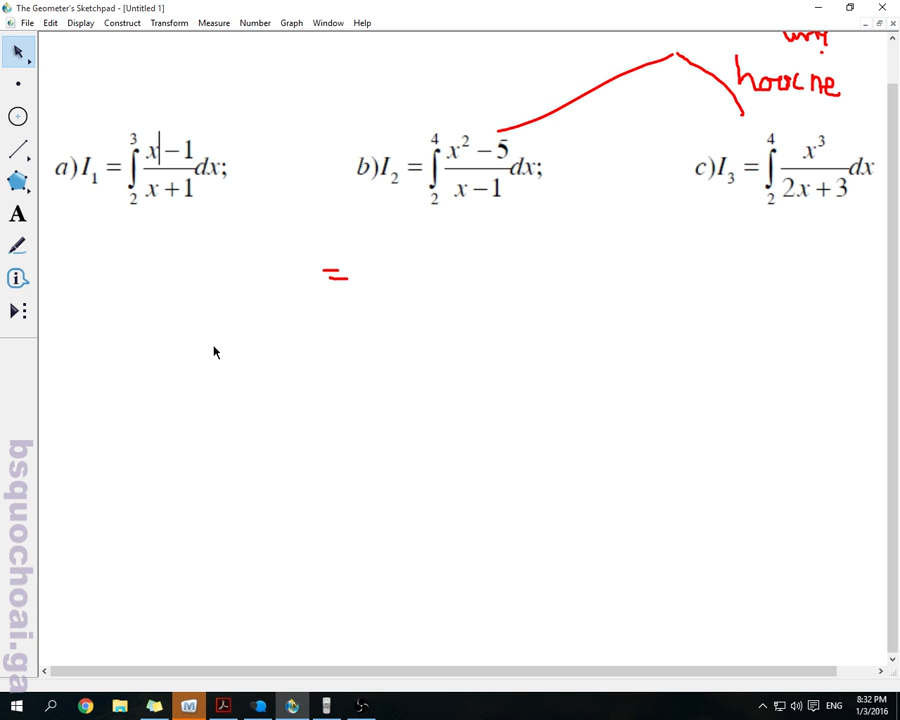 The Geometer's Sketchpad - [Untitled 1]
File Edit Display Construct Transform Measure Number Graph Window Help
hoocne
a) I₁ = ∫₂³ (x - 1)/(x + 1) dx;
b) I₂ = ∫₂⁴ (x² - 5)/(x - 1) dx;
c) I₃ = ∫₂⁴ x³/(2x + 3) dx
=
bsquochoai.ga
ENG
8:32 PM
1/3/2016